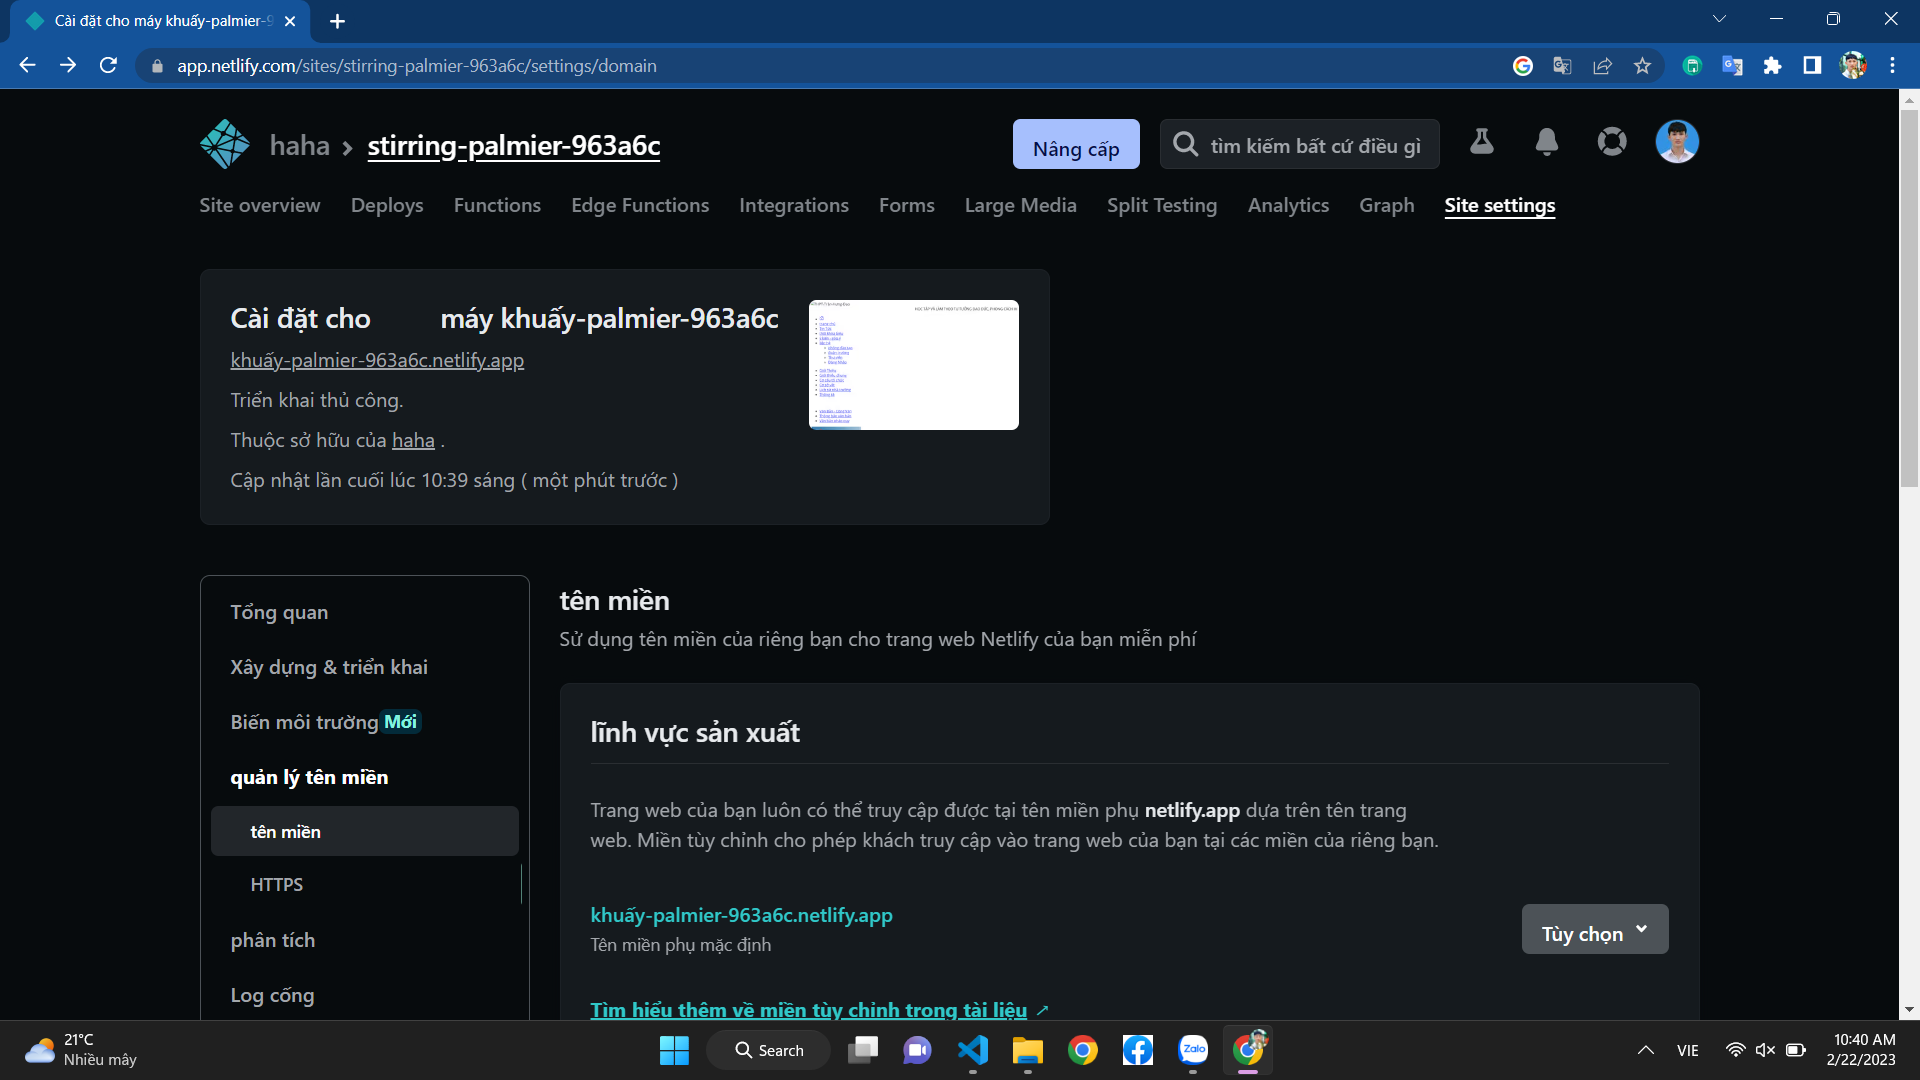 Cài đặt cho máy khuấy-palmier-9
app.netlify.com/sites/stirring-palmier-963a6c/settings/domain
haha
stirring-palmier-963a6c
Nâng cấp
tìm kiếm bất cứ điều gì
Site overview
Deploys
Functions
Edge Functions
Integrations
Forms
Large Media
Split Testing
Analytics
Graph
Site settings
Cài đặt cho máy khuấy-palmier-963a6c
khuấy-palmier-963a6c.netlify.app
Triển khai thủ công.
Thuộc sở hữu của haha .
Cập nhật lần cuối lúc 10:39 sáng ( một phút trước )
Tổng quan
Xây dựng & triển khai
Biến môi trường Mới
quản lý tên miền
tên miền
HTTPS
phân tích
Log cống
tên miền
Sử dụng tên miền của riêng bạn cho trang web Netlify của bạn miễn phí
lĩnh vực sản xuất
Trang web của bạn luôn có thể truy cập được tại tên miền phụ netlify.app dựa trên tên trang
web. Miền tùy chỉnh cho phép khách truy cập vào trang web của bạn tại các miền của riêng bạn.
khuấy-palmier-963a6c.netlify.app
Tên miền phụ mặc định
Tùy chọn
Tìm hiểu thêm về miền tùy chỉnh trong tài liệu
21°C
Nhiều mây
Search
Zalo
VIE
10:40 AM
2/22/2023